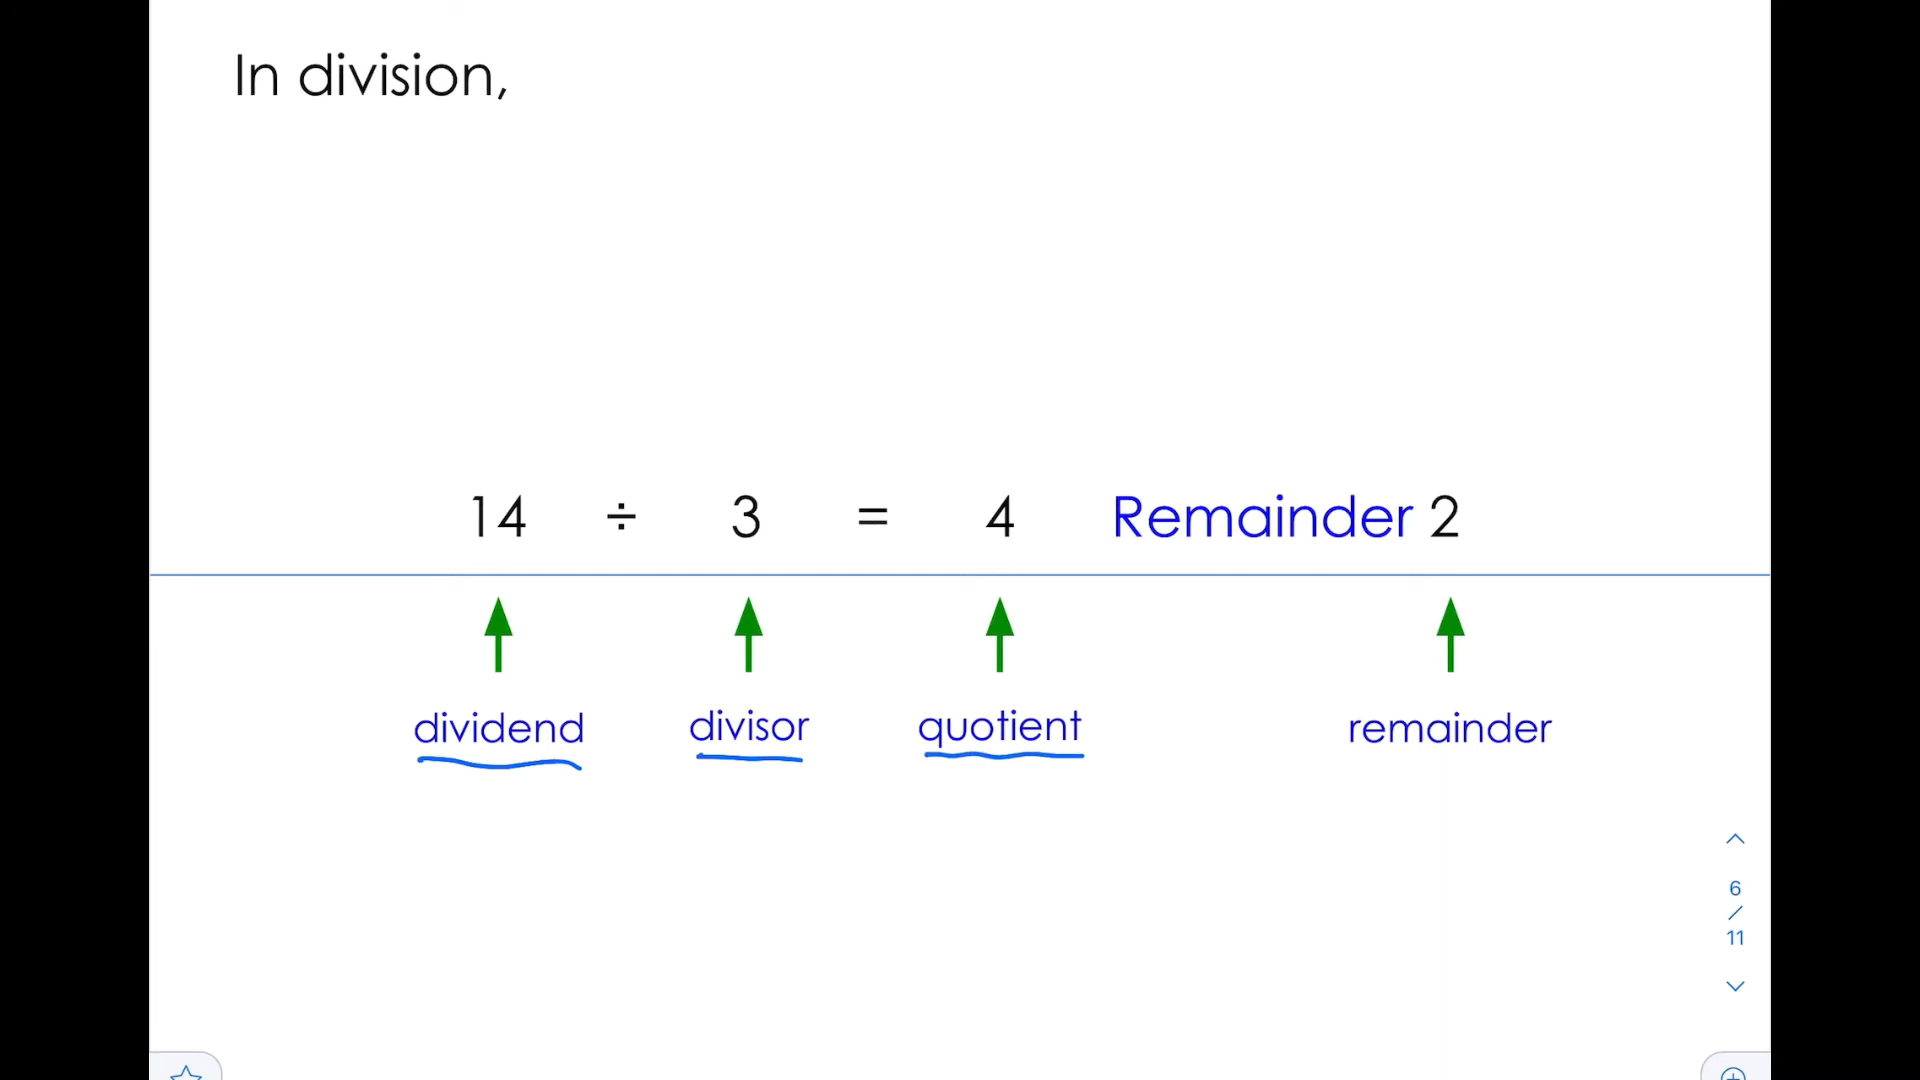 In division,
14 ÷ 3 = 4 Remainder 2
dividend divisor quotient remainder
6
/
11